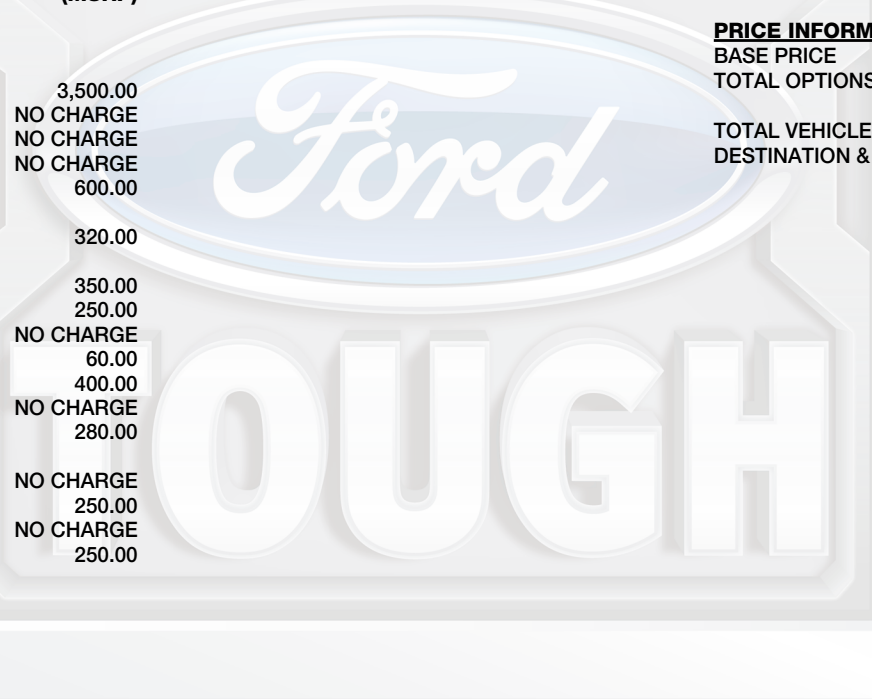 3,500.00
NO CHARGE
NO CHARGE
NO CHARGE
600.00
320.00
350.00
250.00
NO CHARGE
60.00
400.00
NO CHARGE
280.00
NO CHARGE
250.00
NO CHARGE
250.00
PRICE INFORM
BASE PRICE
TOTAL OPTIONS
TOTAL VEHICLE
DESTINATION &
Ford
TOUGH